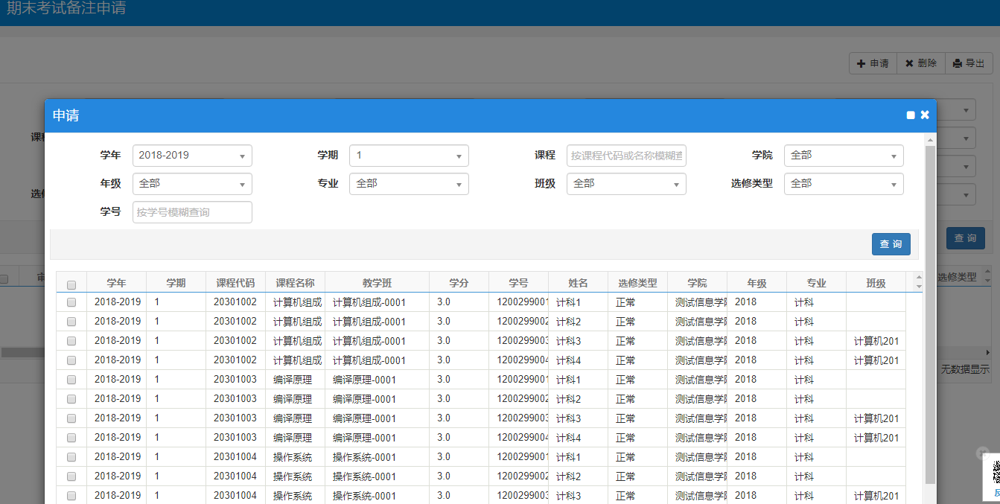 期末考试备注申请
申请 删除 导出
申请
学年 2018-2019 学期 1 课程 按课程代码或名称模糊查 学院 全部
年级 全部 专业 全部 班级 全部 选修类型 全部
学号 按学号模糊查询
查 询
查 询
学年 学期 课程代码 课程名称 教学班 学分 学号 姓名 选修类型 学院 年级 专业 班级
选修类型
2018-2019 1 20301002 计算机组成 计算机组成-0001 3.0 1200299001 计科1 正常 测试信息学院 2018 计科
2018-2019 1 20301002 计算机组成 计算机组成-0001 3.0 1200299002 计科2 正常 测试信息学院 2018 计科
2018-2019 1 20301002 计算机组成 计算机组成-0001 3.0 1200299003 计科3 正常 测试信息学院 2018 计科 计算机201
2018-2019 1 20301002 计算机组成 计算机组成-0001 3.0 1200299004 计科4 正常 测试信息学院 2018 计科 计算机201
无数据显示
2018-2019 1 20301003 编译原理 编译原理-0001 3.0 1200299001 计科1 正常 测试信息学院 2018 计科
2018-2019 1 20301003 编译原理 编译原理-0001 3.0 1200299002 计科2 正常 测试信息学院 2018 计科
2018-2019 1 20301003 编译原理 编译原理-0001 3.0 1200299003 计科3 正常 测试信息学院 2018 计科 计算机201
2018-2019 1 20301003 编译原理 编译原理-0001 3.0 1200299004 计科4 正常 测试信息学院 2018 计科 计算机201
2018-2019 1 20301004 操作系统 操作系统-0001 3.0 1200299001 计科1 正常 测试信息学院 2018 计科
2018-2019 1 20301004 操作系统 操作系统-0001 3.0 1200299002 计科2 正常 测试信息学院 2018 计科
2018-2019 1 20301004 操作系统 操作系统-0001 3.0 1200299003 计科3 正常 测试信息学院 2018 计科 计算机201